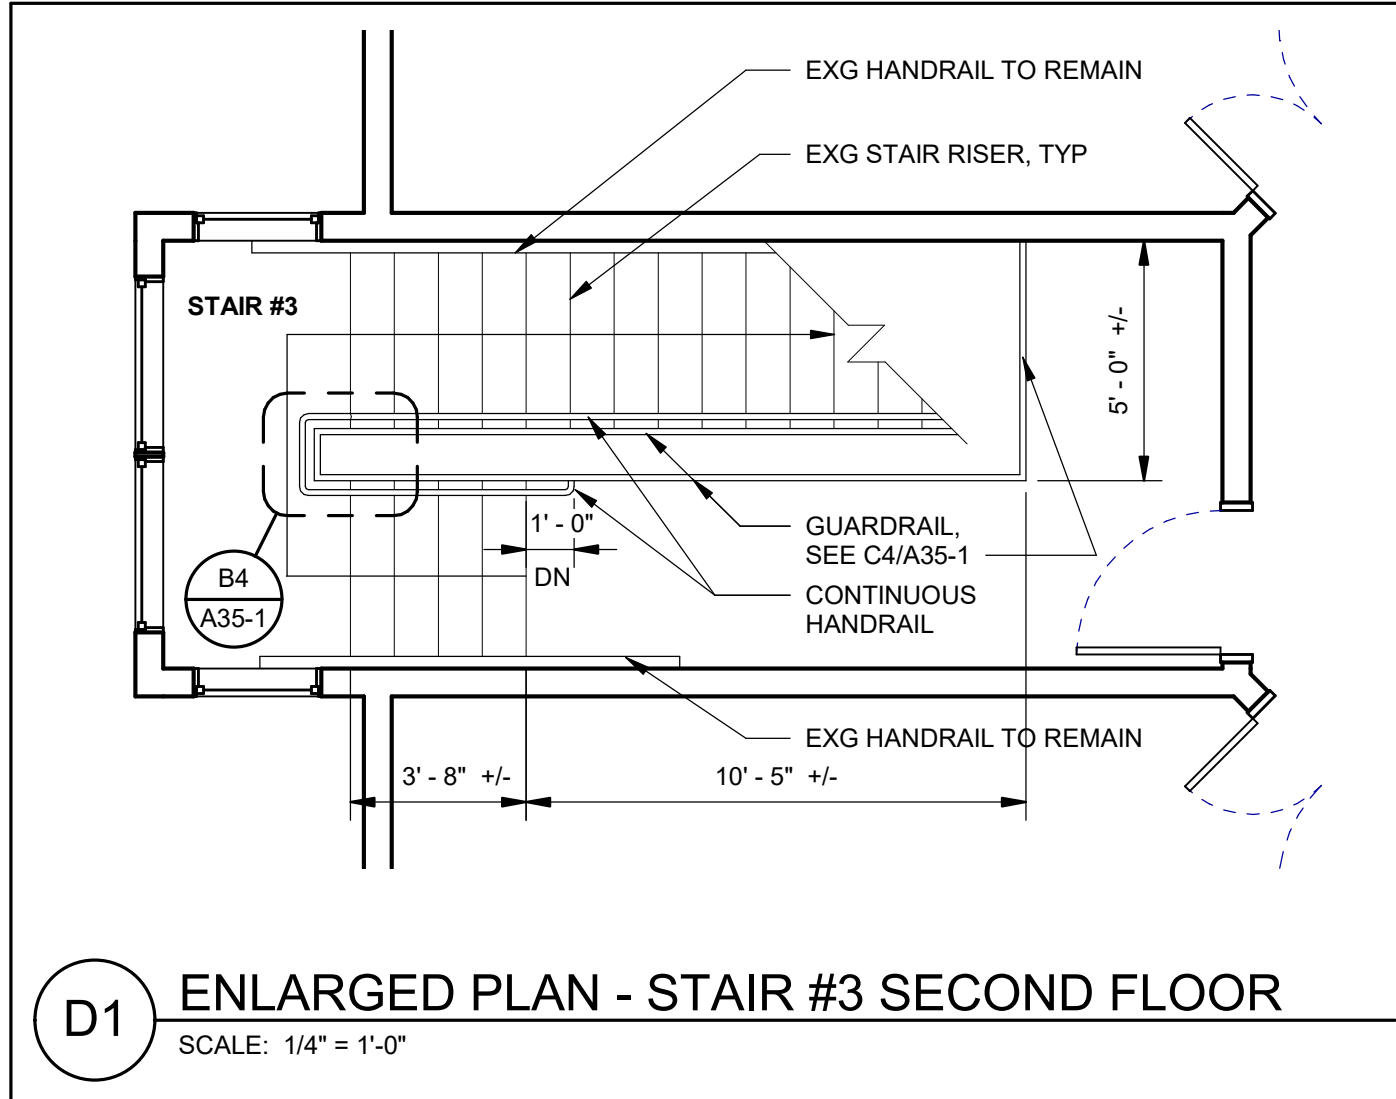 EXG HANDRAIL TO REMAIN
EXG STAIR RISER, TYP
STAIR #3
5' - 0" +/-
1' - 0"
DN
GUARDRAIL,
SEE C4/A35-1
CONTINUOUS
HANDRAIL
B4
A35-1
EXG HANDRAIL TO REMAIN
3' - 8" +/-
10' - 5" +/-
D1
ENLARGED PLAN - STAIR #3 SECOND FLOOR
SCALE: 1/4" = 1'-0"